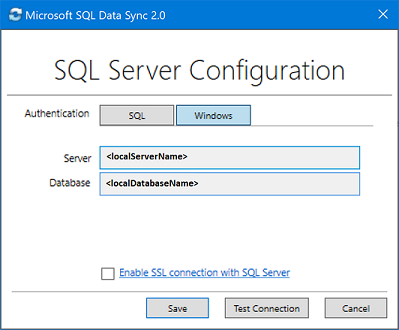 Microsoft SQL Data Sync 2.0
SQL Server Configuration
Authentication SQL Windows
Server <localServerName>
Database <localDatabaseName>
Enable SSL connection with SQL Server
Save Test Connection Cancel